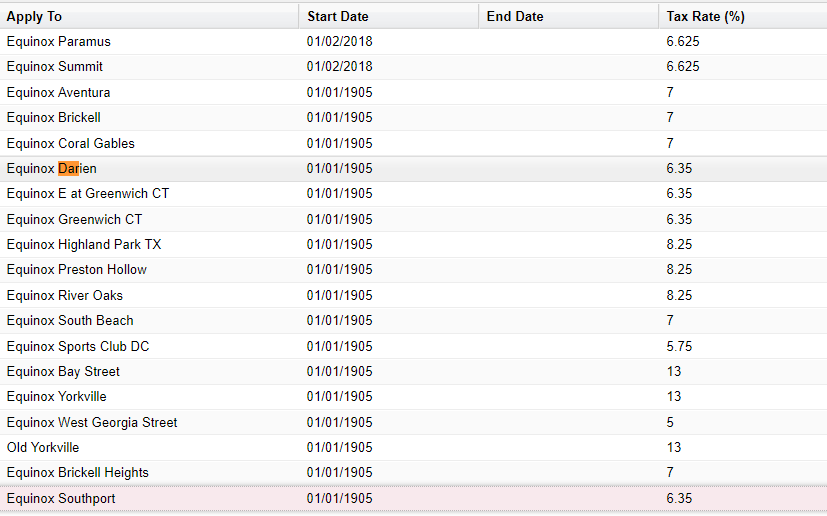 Apply To Start Date End Date Tax Rate (%)
Equinox Paramus 01/02/2018 6.625
Equinox Summit 01/02/2018 6.625
Equinox Aventura 01/01/1905 7
Equinox Brickell 01/01/1905 7
Equinox Coral Gables 01/01/1905 7
Equinox Darien 01/01/1905 6.35
Equinox E at Greenwich CT 01/01/1905 6.35
Equinox Greenwich CT 01/01/1905 6.35
Equinox Highland Park TX 01/01/1905 8.25
Equinox Preston Hollow 01/01/1905 8.25
Equinox River Oaks 01/01/1905 8.25
Equinox South Beach 01/01/1905 7
Equinox Sports Club DC 01/01/1905 5.75
Equinox Bay Street 01/01/1905 13
Equinox Yorkville 01/01/1905 13
Equinox West Georgia Street 01/01/1905 5
Old Yorkville 01/01/1905 13
Equinox Brickell Heights 01/01/1905 7
Equinox Southport 01/01/1905 6.35